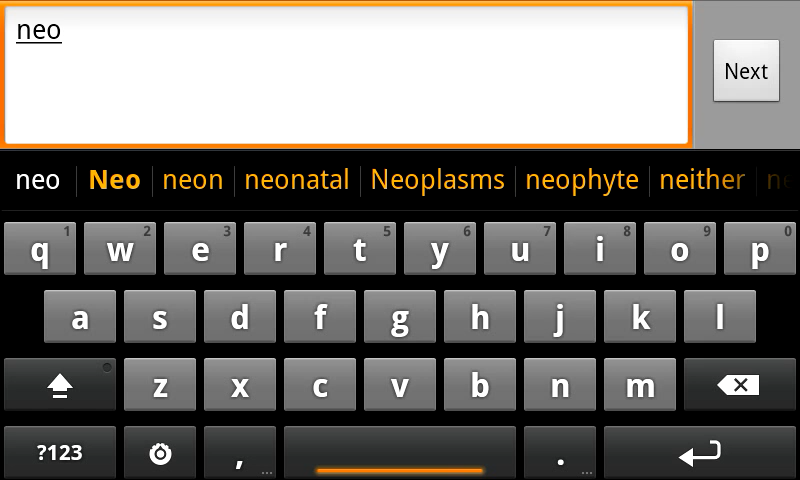 neo
Next
neo Neo neon neonatal Neoplasms neophyte neither
1 2 3 4 5 6 7 8 9 0
q w e r t y u i o p
a s d f g h j k l
z x c v b n m
?123 , ... . ...